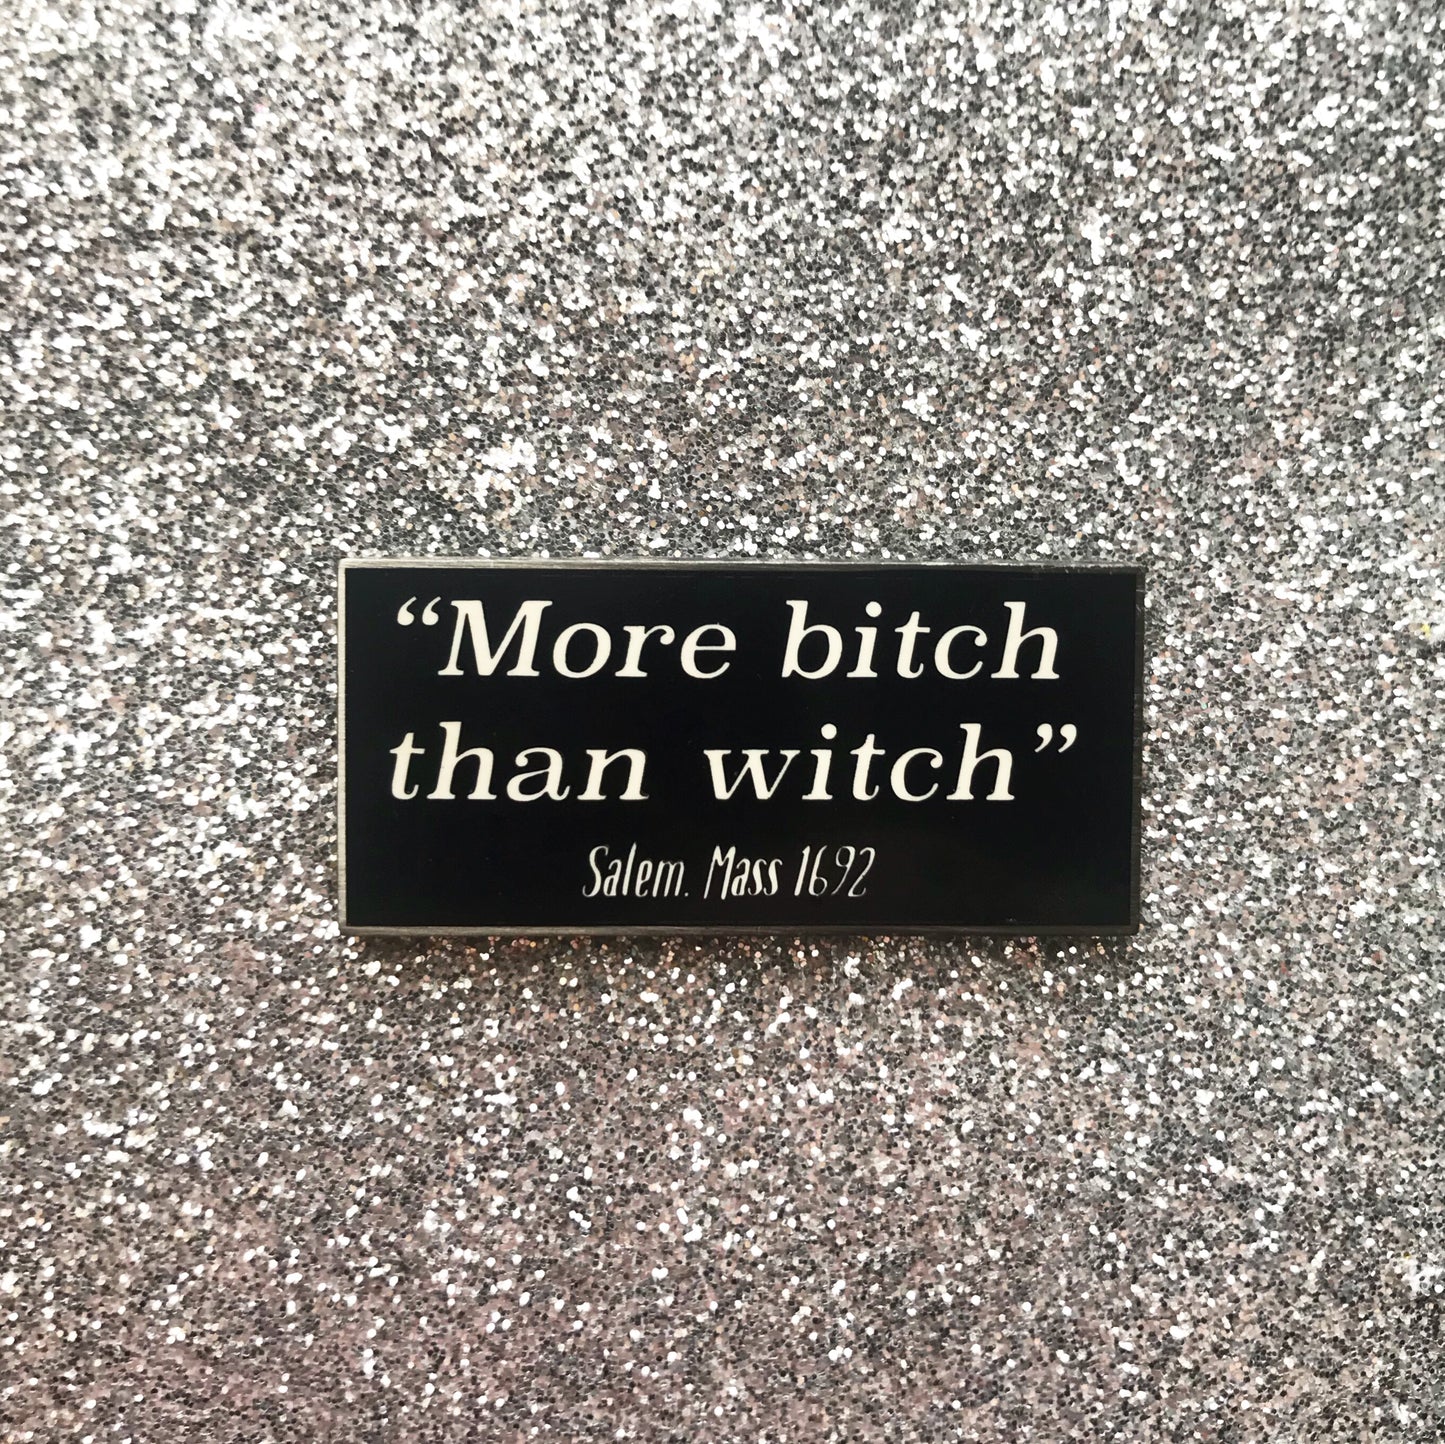 “More bitch
than witch”
Salem. Mass 1692